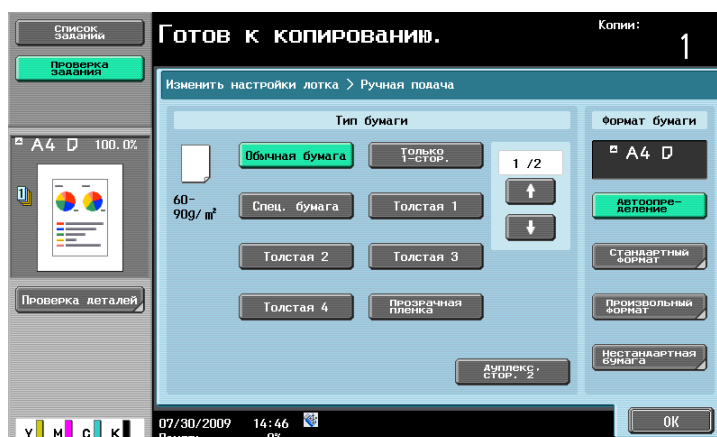 Список
заданий
Готов к копированию.
Копии:
1
Проверка
задания
Изменить настройки лотка > Ручная подача
Тип бумаги
Формат бумаги
A4 100.0%
Обычная бумага
Только
1-стор.
1 /2
A4
60-
90g/ m²
Спец. бумага
Толстая 1
Автоопре-
деление
Толстая 2
Толстая 3
Стандартный
формат
Проверка деталей
Толстая 4
Прозрачная
пленка
Произвольный
формат
Дуплекс.
стор. 2
Нестандартная
бумага
Y M C K
07/30/2009 14:46
Память 0%
OK